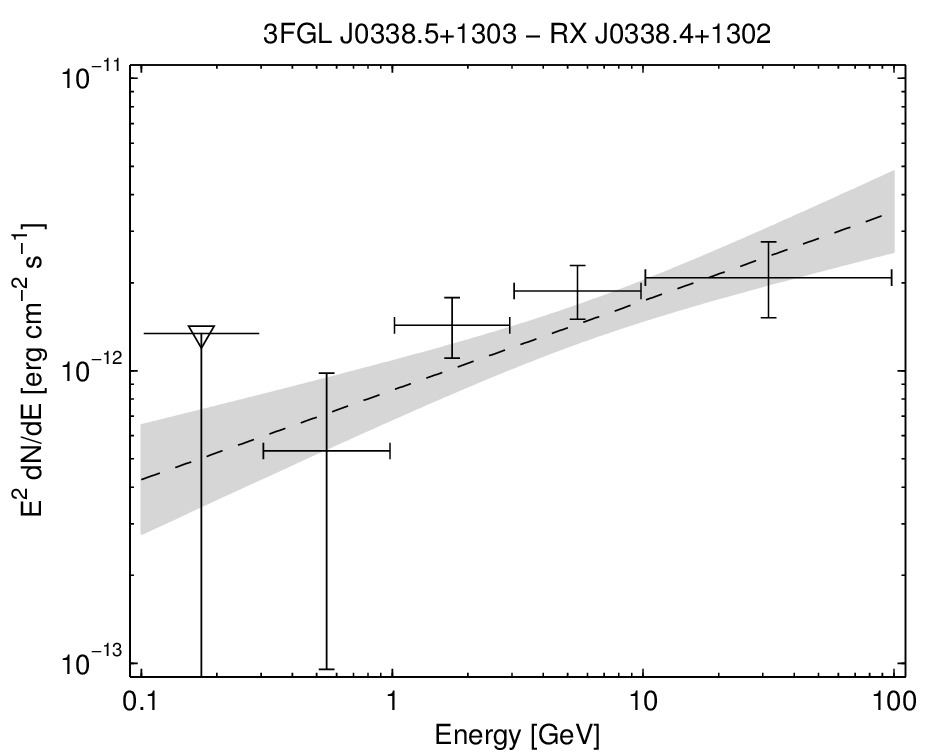 3FGL J0338.5+1303 − RX J0338.4+1302
E² dN/dE [erg cm⁻² s⁻¹]
10⁻¹¹
10⁻¹²
10⁻¹³
0.1 1 10 100
Energy [GeV]